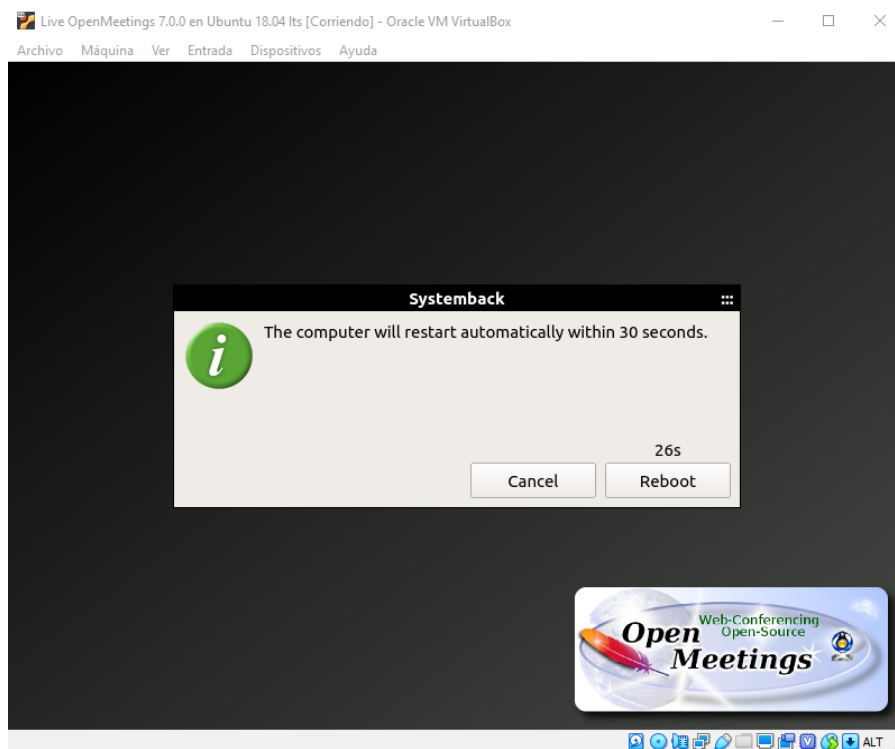 Live OpenMeetings 7.0.0 en Ubuntu 18.04 lts [Corriendo] - Oracle VM VirtualBox
Archivo Máquina Ver Entrada Dispositivos Ayuda
Systemback
The computer will restart automatically within 30 seconds.
26s
Cancel Reboot
Web-Conferencing
Open-Source
Open
Meetings
ALT